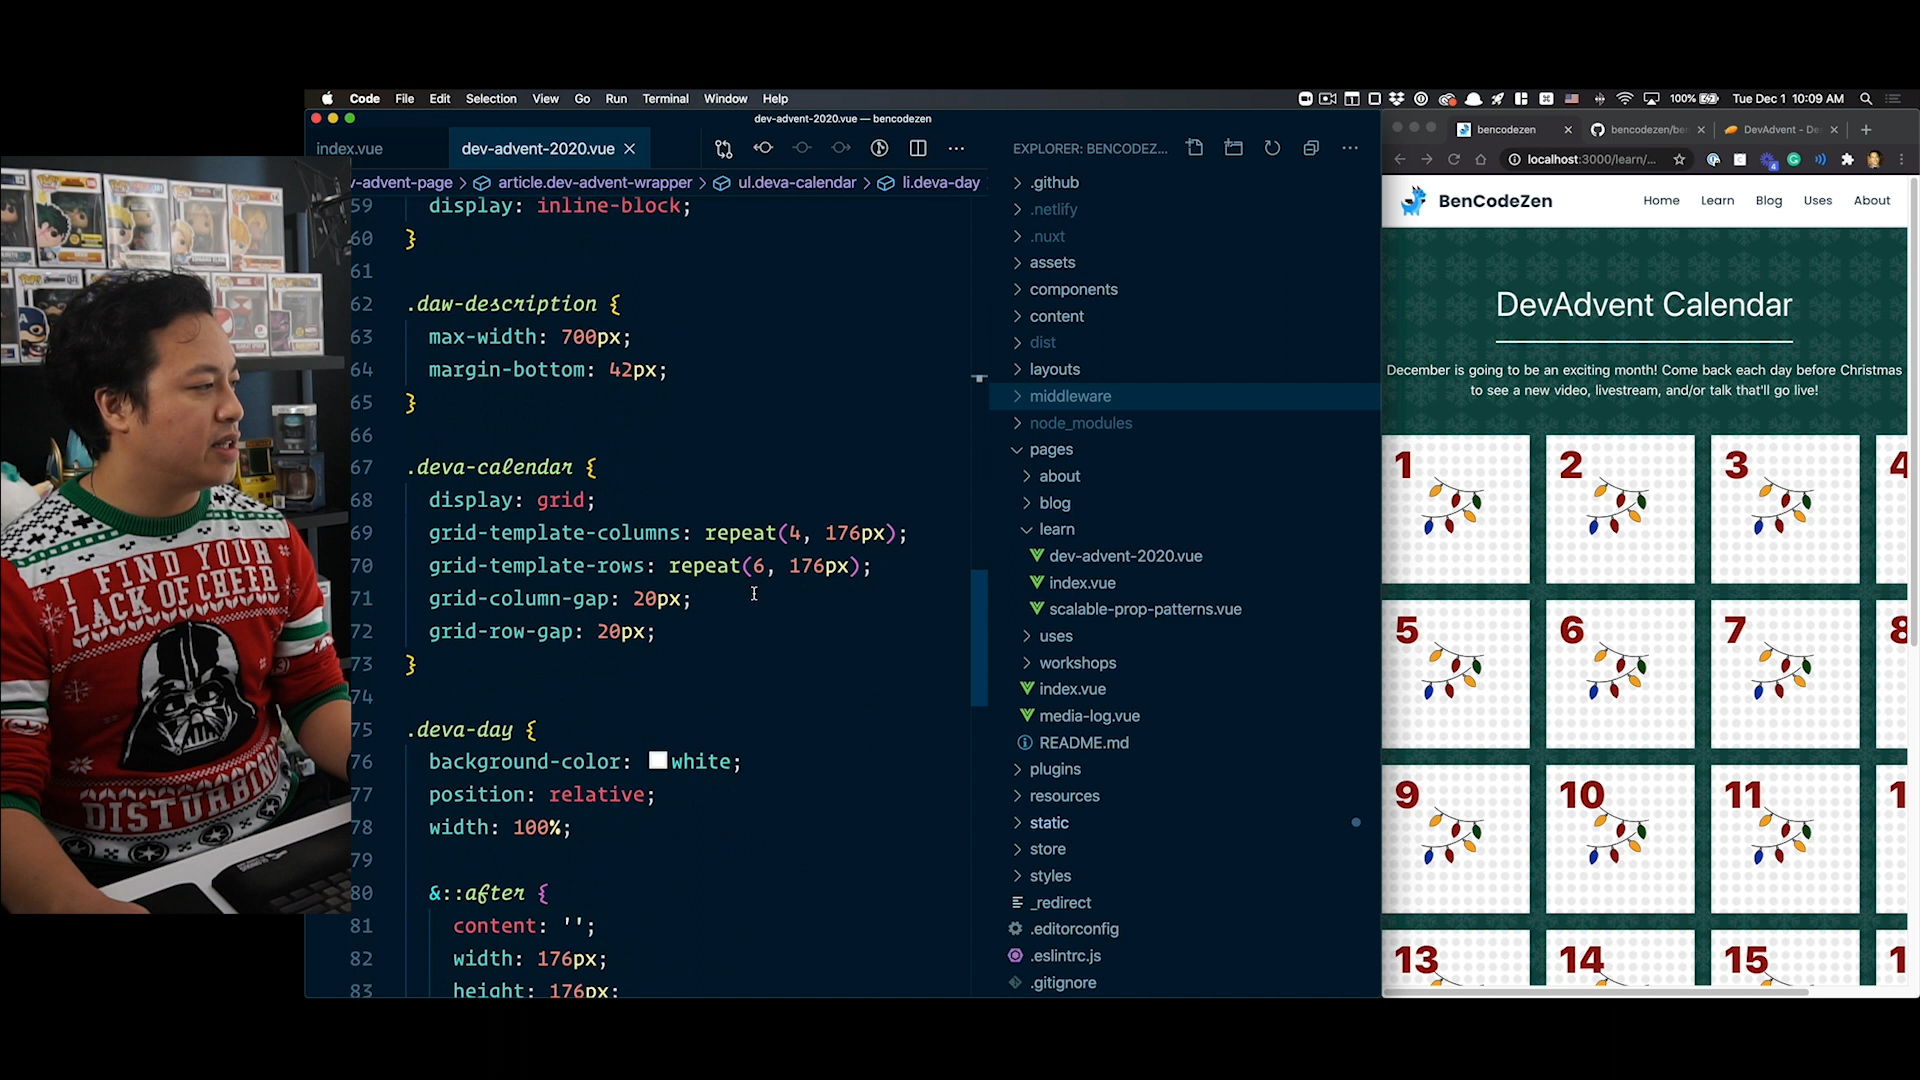 Code File Edit Selection View Go Run Terminal Window Help
100% Tue Dec 1 10:09 AM
dev-advent-2020.vue — bencodezen
index.vue
dev-advent-2020.vue
v-advent-page > article.dev-advent-wrapper > ul.deva-calendar > li.deva-day
59 display: inline-block;
60 }
61
62 .daw-description {
63 max-width: 700px;
64 margin-bottom: 42px;
65 }
66
67 .deva-calendar {
68 display: grid;
69 grid-template-columns: repeat(4, 176px);
70 grid-template-rows: repeat(6, 176px);
71 grid-column-gap: 20px;
72 grid-row-gap: 20px;
73 }
74
75 .deva-day {
76 background-color: white;
77 position: relative;
78 width: 100%;
79
80 &::after {
81 content: '';
82 width: 176px;
83 height: 176px;
EXPLORER: BENCODEZ...
.github
.netlify
.nuxt
assets
components
content
dist
layouts
middleware
node_modules
pages
about
blog
learn
dev-advent-2020.vue
index.vue
scalable-prop-patterns.vue
uses
workshops
index.vue
media-log.vue
README.md
plugins
resources
static
store
styles
_redirect
.editorconfig
.eslintrc.js
.gitignore
bencodezen
bencodezen/be
DevAdvent - De
localhost:3000/learn/...
BenCodeZen
Home Learn Blog Uses About
DevAdvent Calendar
December is going to be an exciting month! Come back each day before Christmas
to see a new video, livestream, and/or talk that'll go live!
1 2 3 4
5 6 7 8
9 10 11 1
13 14 15 1
I FIND YOUR
LACK OF CHEER
DISTURBING